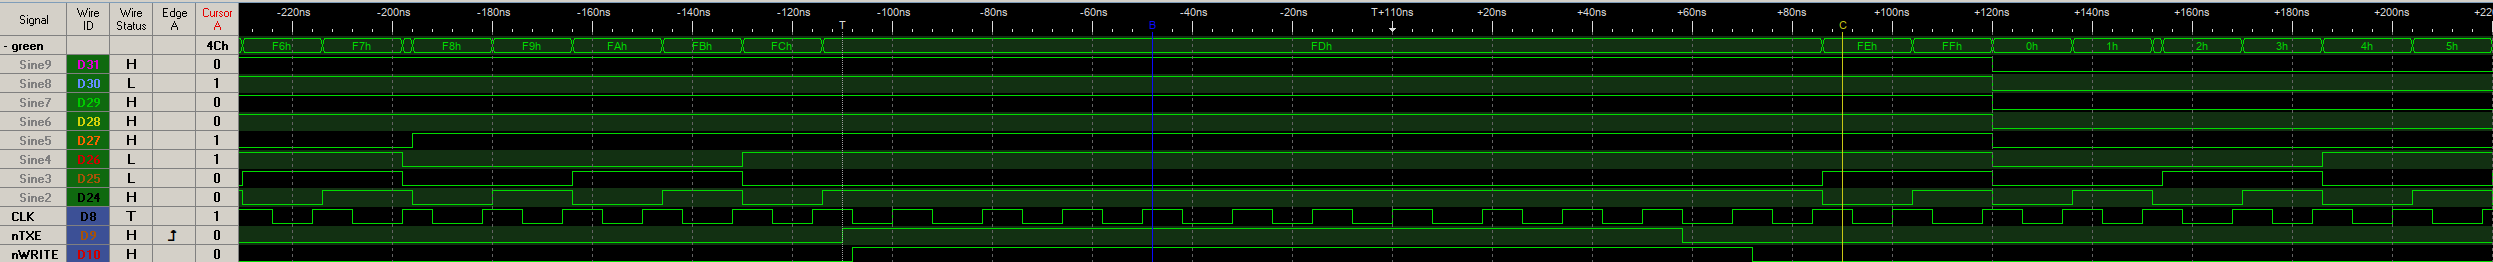 Signal Wire ID Wire Status Edge A Cursor A -220ns -200ns -180ns -160ns -140ns -120ns -100ns -80ns -60ns -40ns -20ns T+110ns +20ns +40ns +60ns +80ns +100ns +120ns +140ns +160ns +180ns +200ns +22
T B C
- green 4Ch F6h F7h F8h F9h FAh FBh FCh FDh FEh FFh 0h 1h 2h 3h 4h 5h
Sine9 D31 H 0
Sine8 D30 L 1
Sine7 D29 H 0
Sine6 D28 H 0
Sine5 D27 H 1
Sine4 D26 L 1
Sine3 D25 L 0
Sine2 D24 H 0
CLK D8 T 1
nTXE D9 H 0
nWRITE D10 H 0